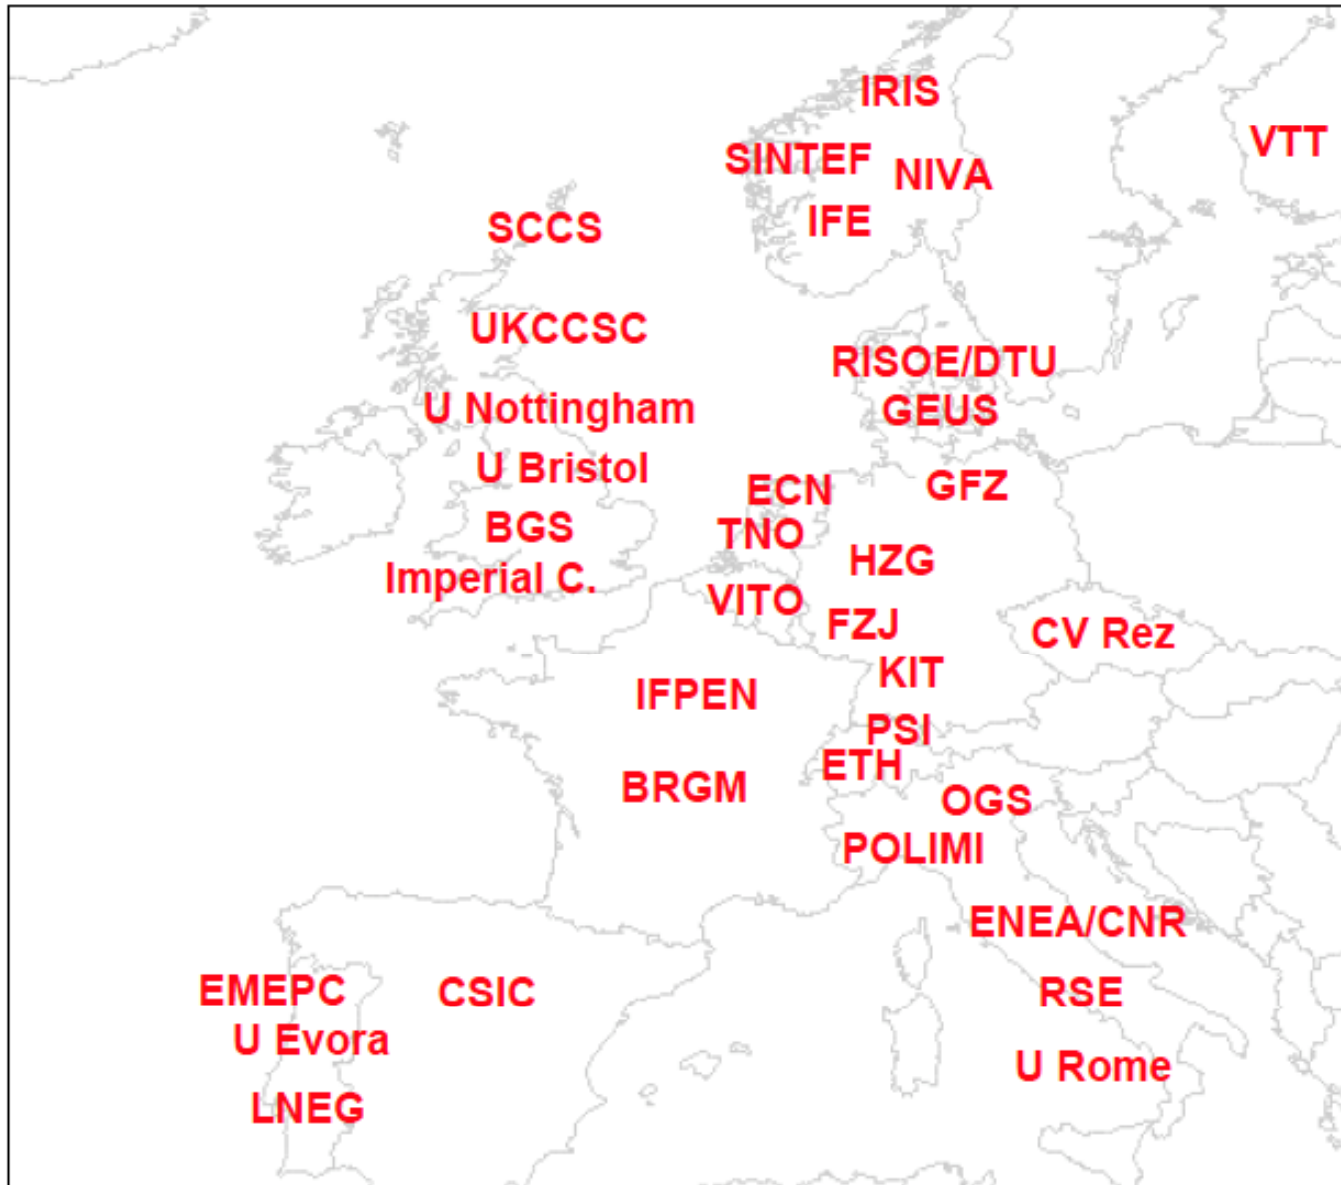 IRIS
VTT
SINTEF
NIVA
IFE
SCCS
UKCCSC
RISOE/DTU
U Nottingham
GEUS
U Bristol
ECN
GFZ
BGS
TNO
HZG
Imperial C.
VITO
FZJ
CV Rez
KIT
IFPEN
PSI
ETH
BRGM
OGS
POLIMI
ENEA/CNR
EMEPC
CSIC
RSE
U Evora
U Rome
LNEG